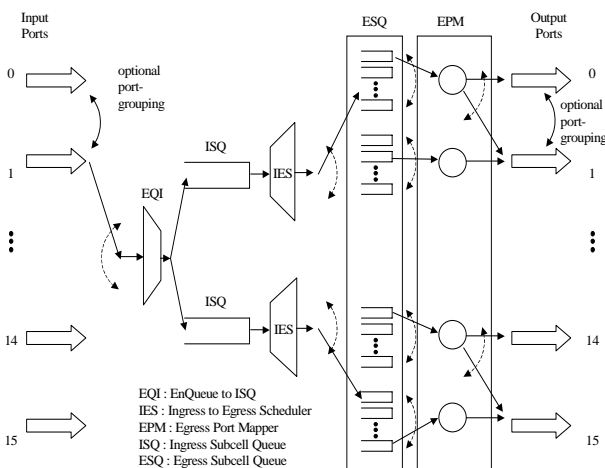 Input
Ports
ESQ
EPM
Output
Ports
0
optional
port-
grouping
0
optional
port-
grouping
1
ISQ
IES
1
EQI
ISQ
IES
14
14
EQI : EnQueue to ISQ
IES : Ingress to Egress Scheduler
EPM : Egress Port Mapper
ISQ : Ingress Subcell Queue
ESQ : Egress Subcell Queue
15
15